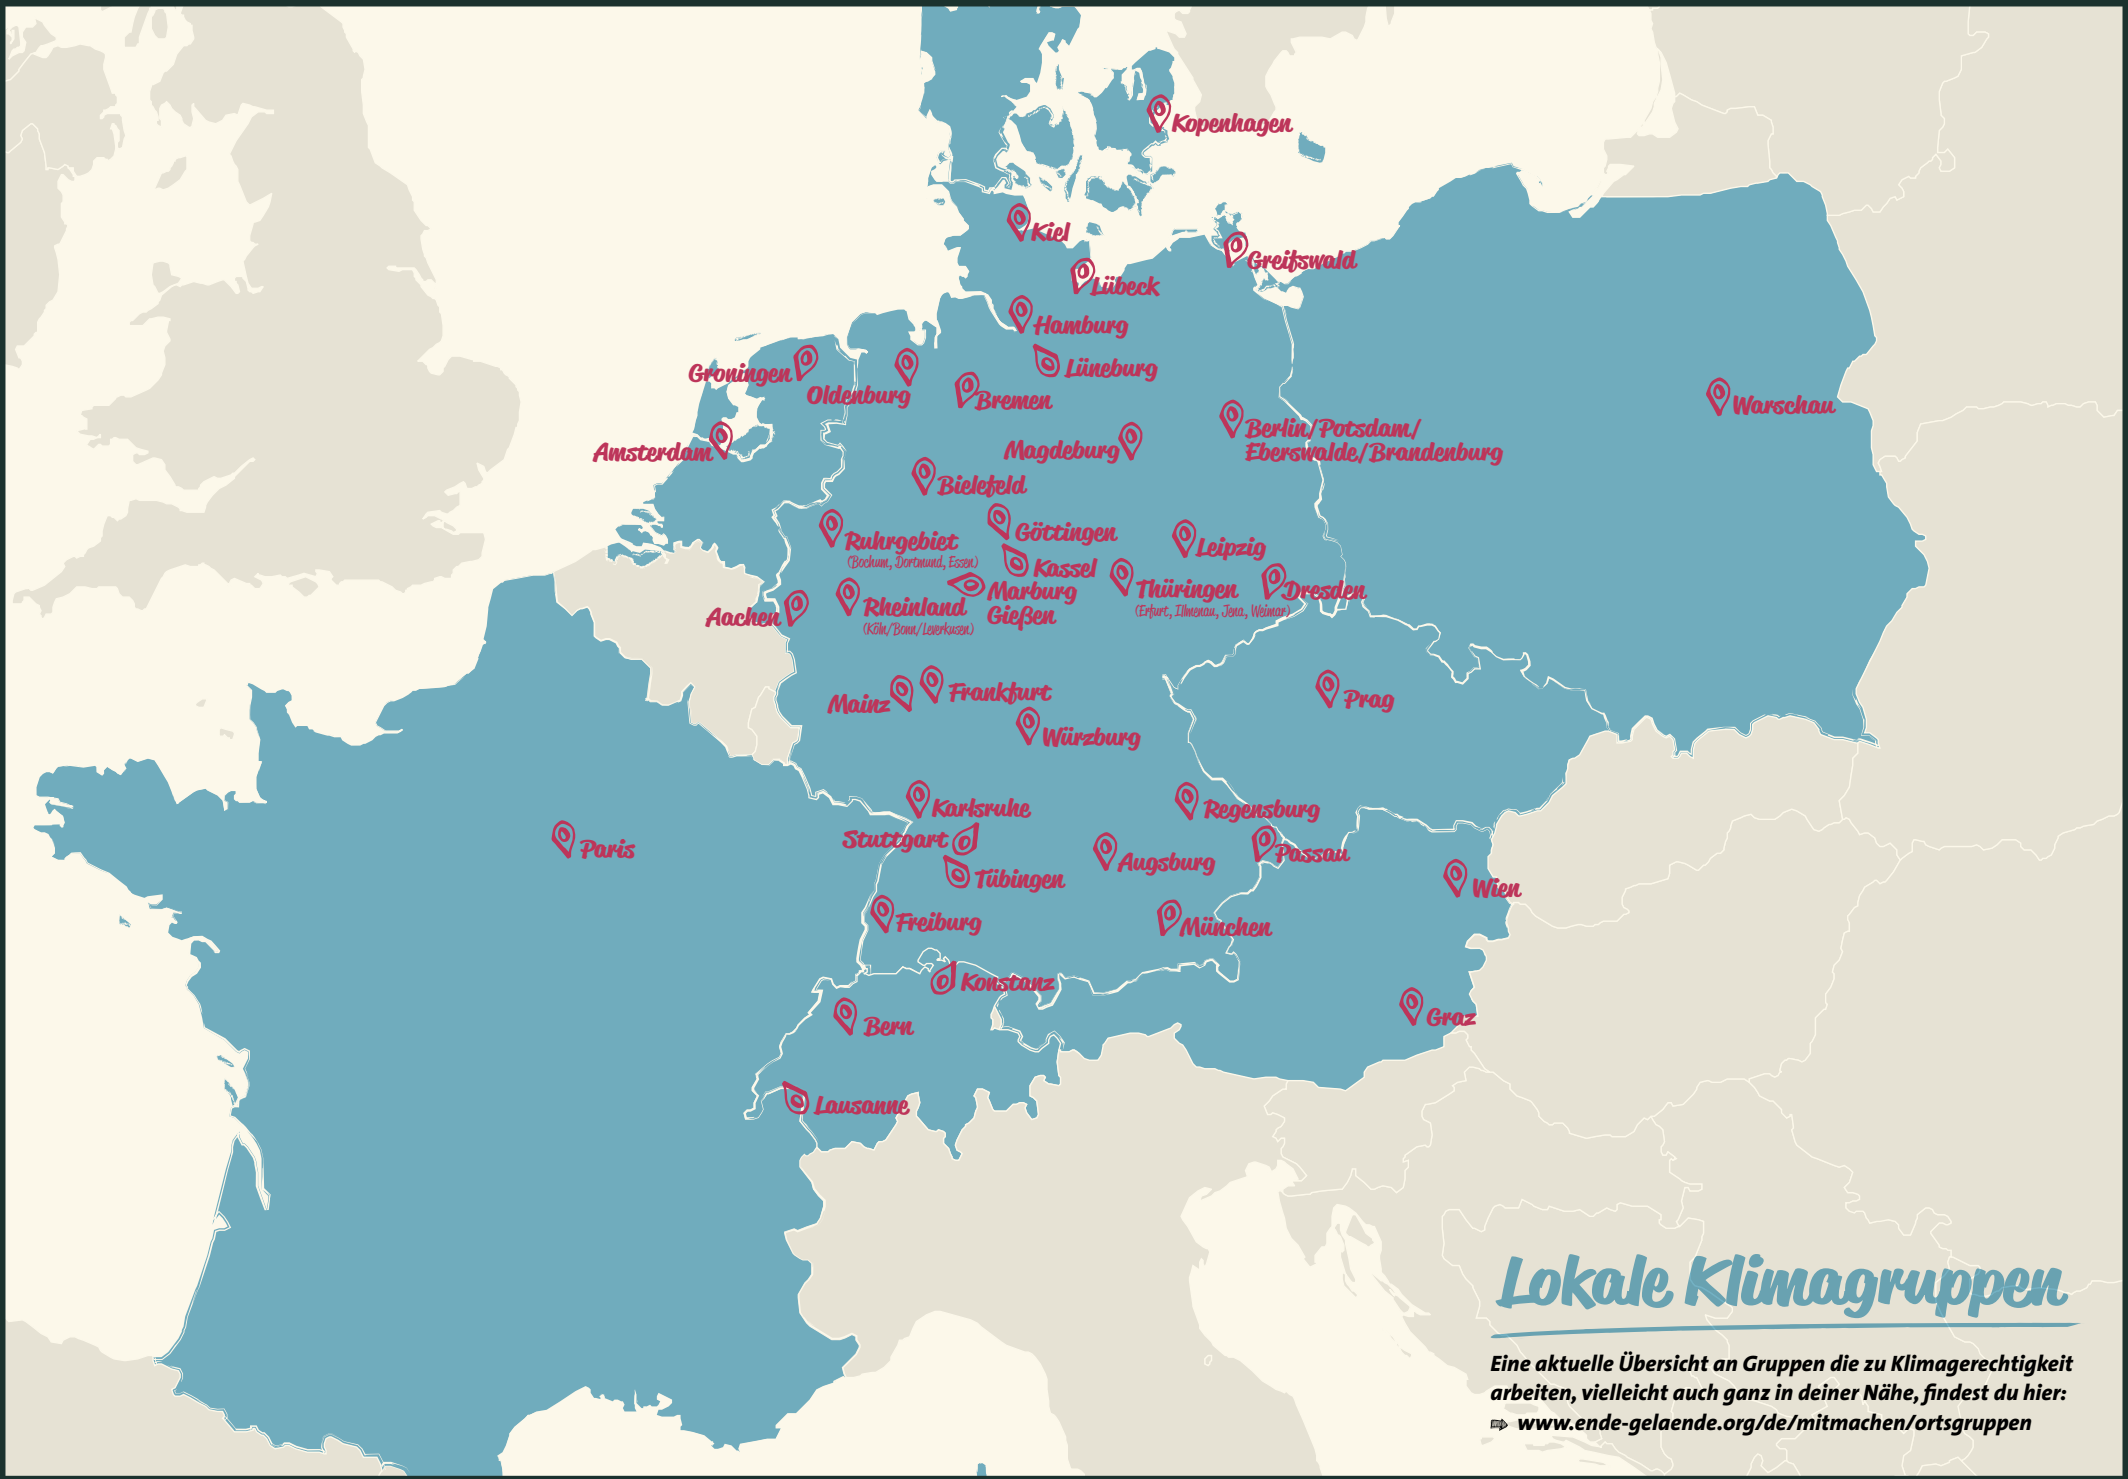 Kopenhagen
Kiel
Greifswald
Lübeck
Hamburg
Lüneburg
Groningen
Oldenburg
Bremen
Warschau
Amsterdam
Magdeburg
Berlin/Potsdam/
Eberswalde/Brandenburg
Bielefeld
Ruhrgebiet
(Bochum, Dortmund, Essen)
Göttingen
Leipzig
Kassel
Marburg
Gießen
Thüringen
(Erfurt, Illmenau, Jena, Weimar)
Dresden
Aachen
Rheinland
(Köln/Bonn/Leverkusen)
Mainz
Frankfurt
Prag
Würzburg
Karlsruhe
Regensburg
Stuttgart
Paris
Augsburg
Passau
Tübingen
Wien
Freiburg
München
Konstanz
Graz
Bern
Lausanne
Lokale Klimagruppen
Eine aktuelle Übersicht an Gruppen die zu Klimagerechtigkeit
arbeiten, vielleicht auch ganz in deiner Nähe, findest du hier:
www.ende-gelaende.org/de/mitmachen/ortsgruppen